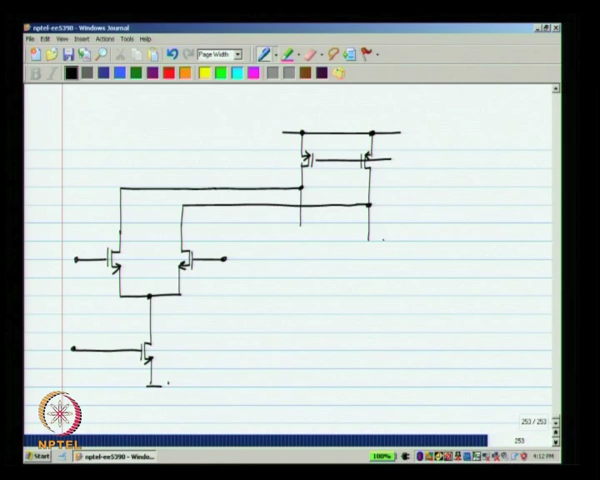 nptel-ee5390 - Windows Journal
File Edit View Insert Actions Tools Help
Page Width
B I
253 / 253
253
NPTEL
Start
nptel-ee5390 - Windo...
100%
4:12 PM